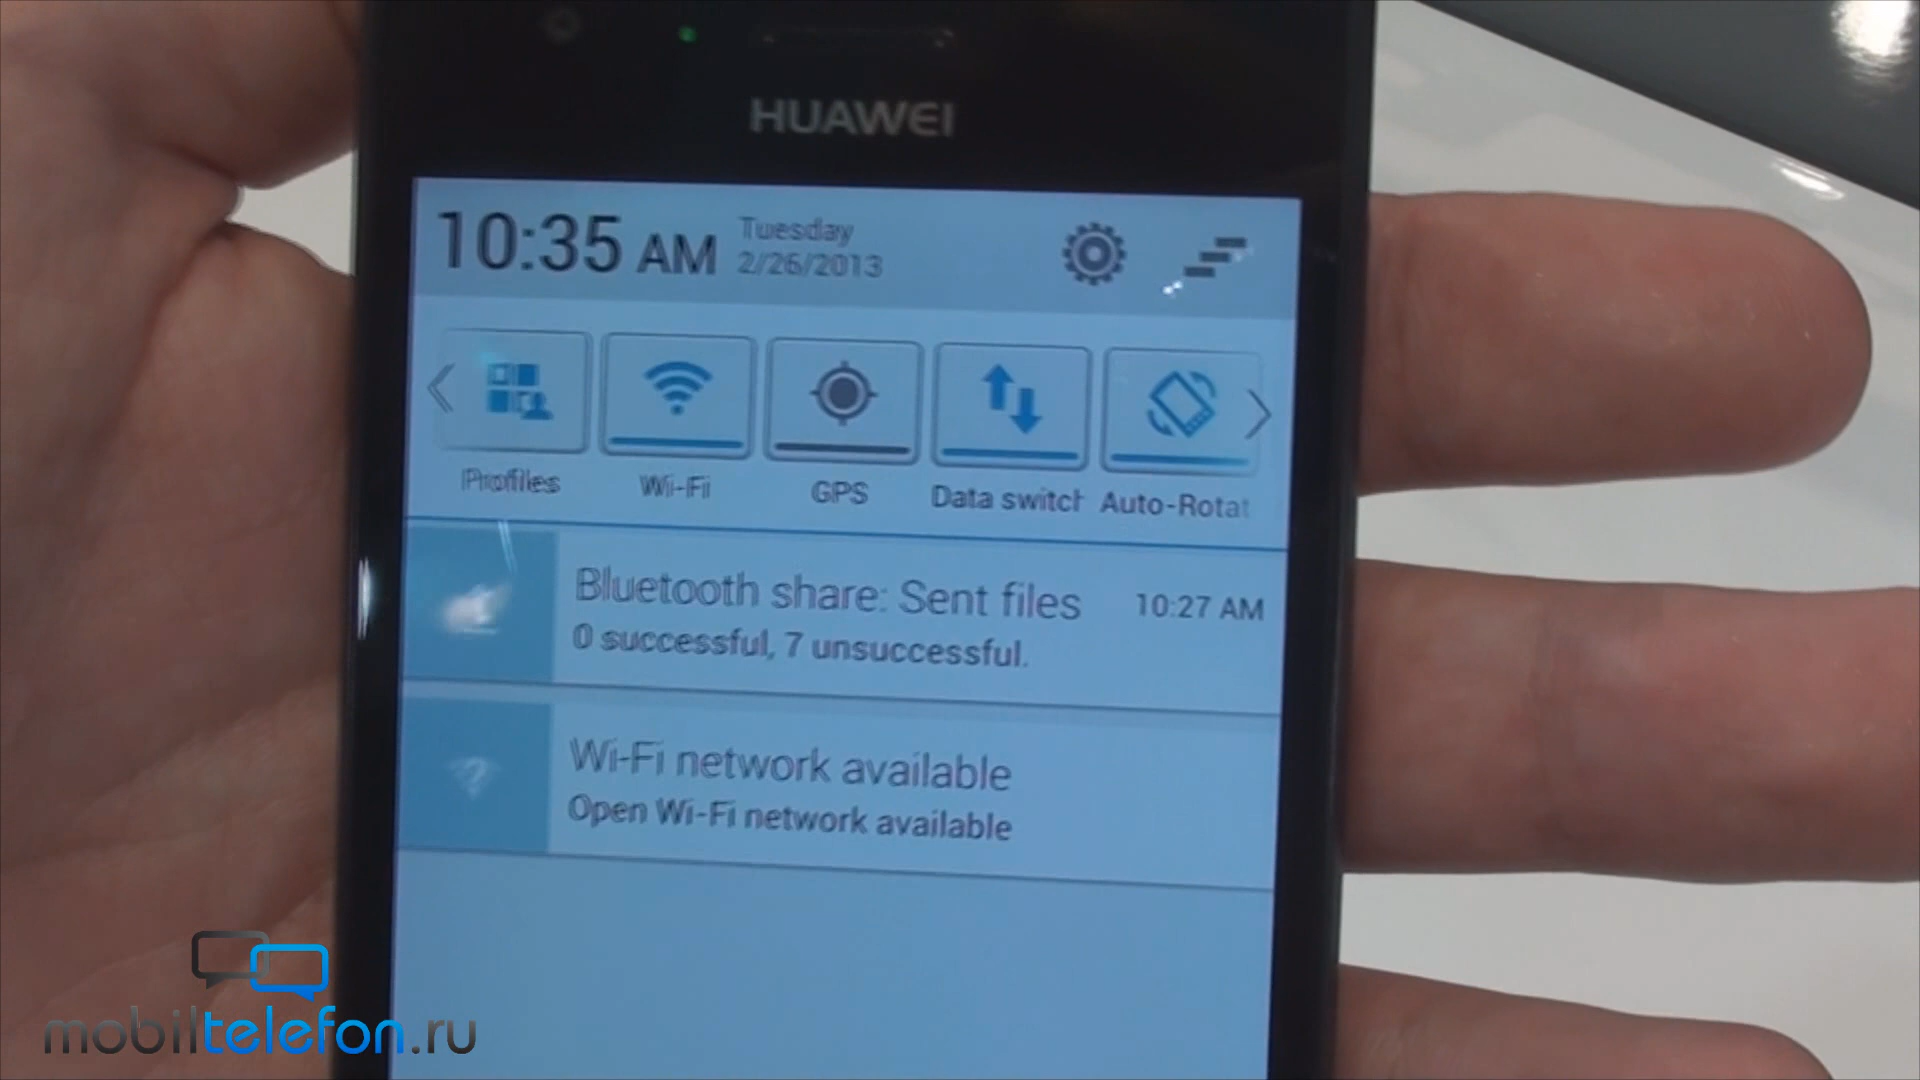 HUAWEI
10:35 AM
Tuesday
2/26/2013
Profiles
Wi-Fi
GPS
Data switch
Auto-Rotat
Bluetooth share: Sent files
10:27 AM
0 successful, 7 unsuccessful.
Wi-Fi network available
Open Wi-Fi network available
mobiltelefon.ru